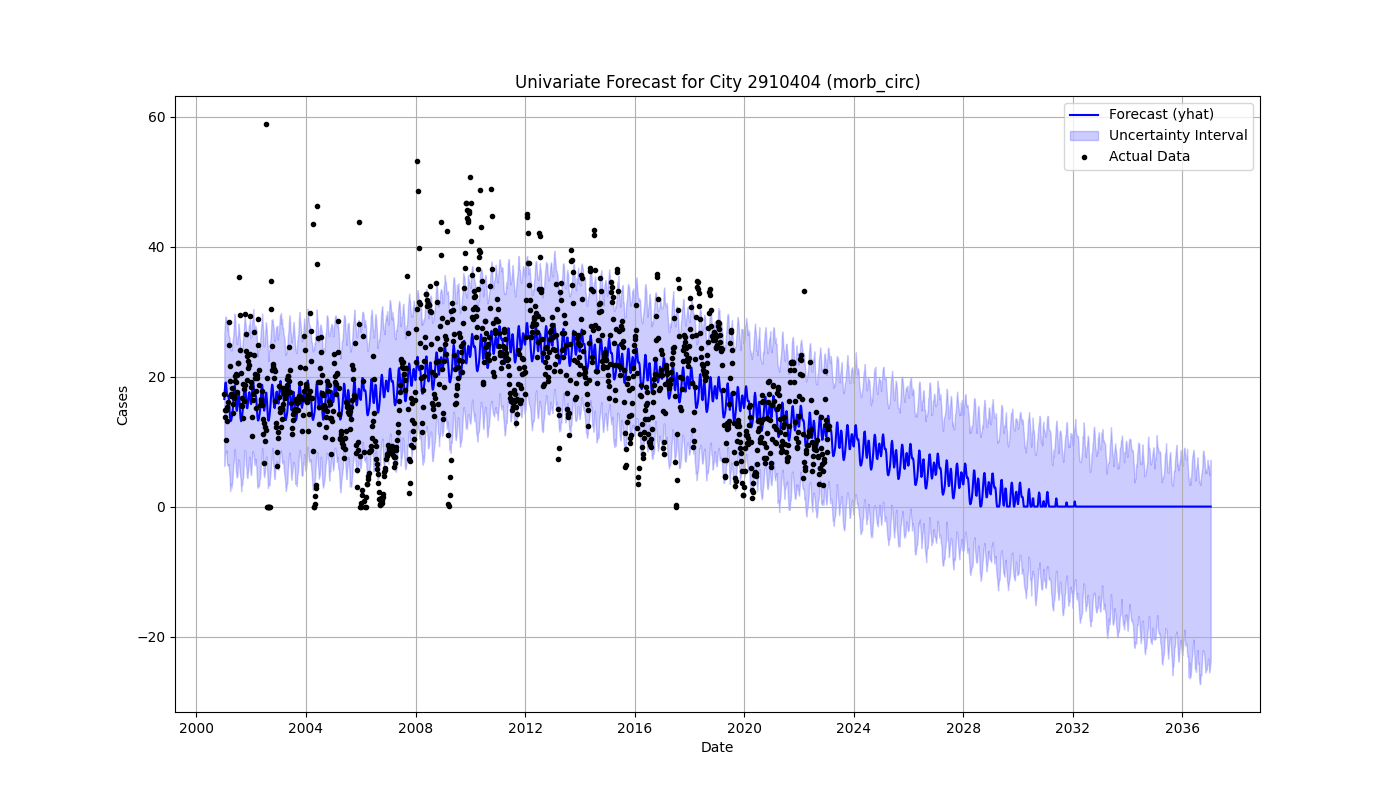 Univariate Forecast for City 2910404 (morb_circ)
Forecast (yhat)
Uncertainty Interval
Actual Data
Cases
60
40
20
0
−20
2000 2004 2008 2012 2016 2020 2024 2028 2032 2036
Date